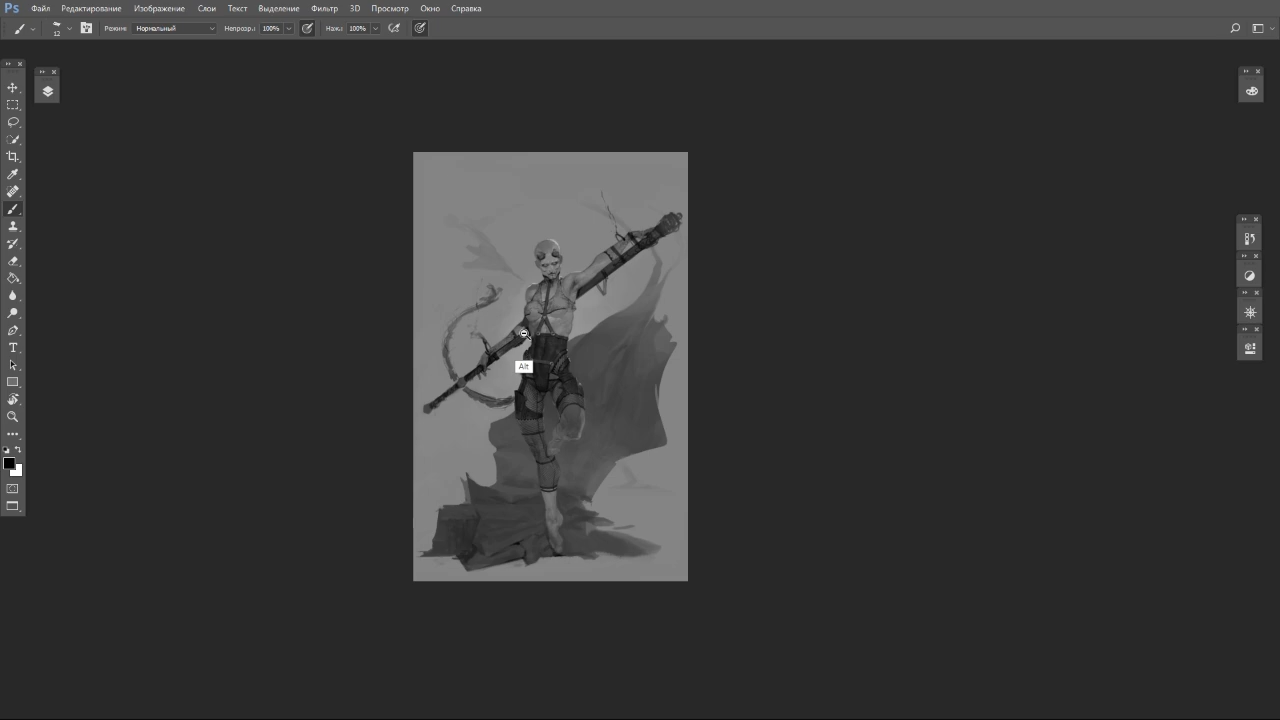 Ps Файл Редактирование Изображение Слои Текст Выделение Фильтр 3D Просмотр Окно Справка
12 Режим: Нормальный Непрозр.: 100% Наж.: 100%
Alt